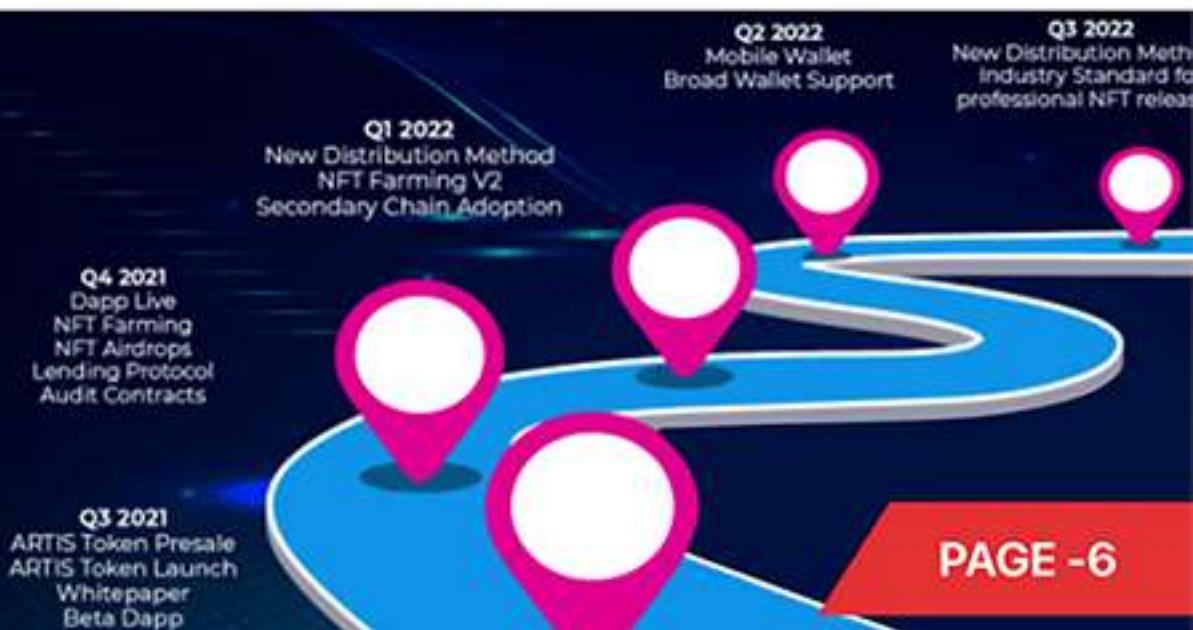 Q2 2022
Mobile Wallet
Broad Wallet Support
Q3 2022
New Distribution Meth
Industry Standard fo
professional NFT releas
Q1 2022
New Distribution Method
NFT Farming V2
Secondary Chain Adoption
Q4 2021
Dapp Live
NFT Farming
NFT Airdrops
Lending Protocol
Audit Contracts
Q3 2021
ARTIS Token Presale
ARTIS Token Launch
Whitepaper
Beta Dapp
PAGE -6